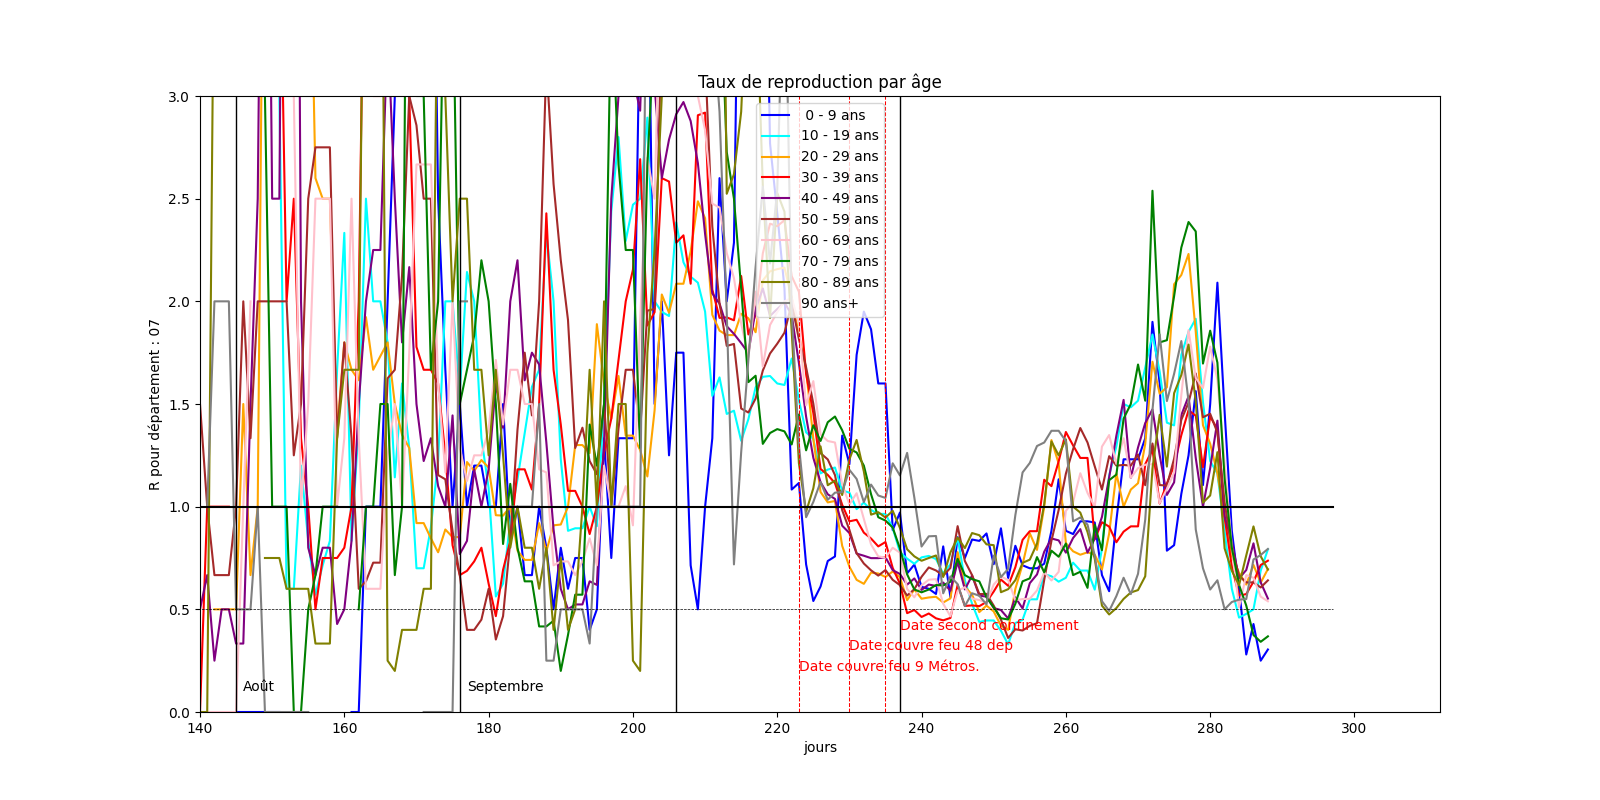 Taux de reproduction par âge
R pour département : 07
3.0
2.5
2.0
1.5
1.0
0.5
0.0
0 - 9 ans
10 - 19 ans
20 - 29 ans
30 - 39 ans
40 - 49 ans
50 - 59 ans
60 - 69 ans
70 - 79 ans
80 - 89 ans
90 ans+
Date second confinement
Date couvre feu 48 dep
Date couvre feu 9 Métros.
Août
Septembre
140 160 180 200 220 240 260 280 300
jours